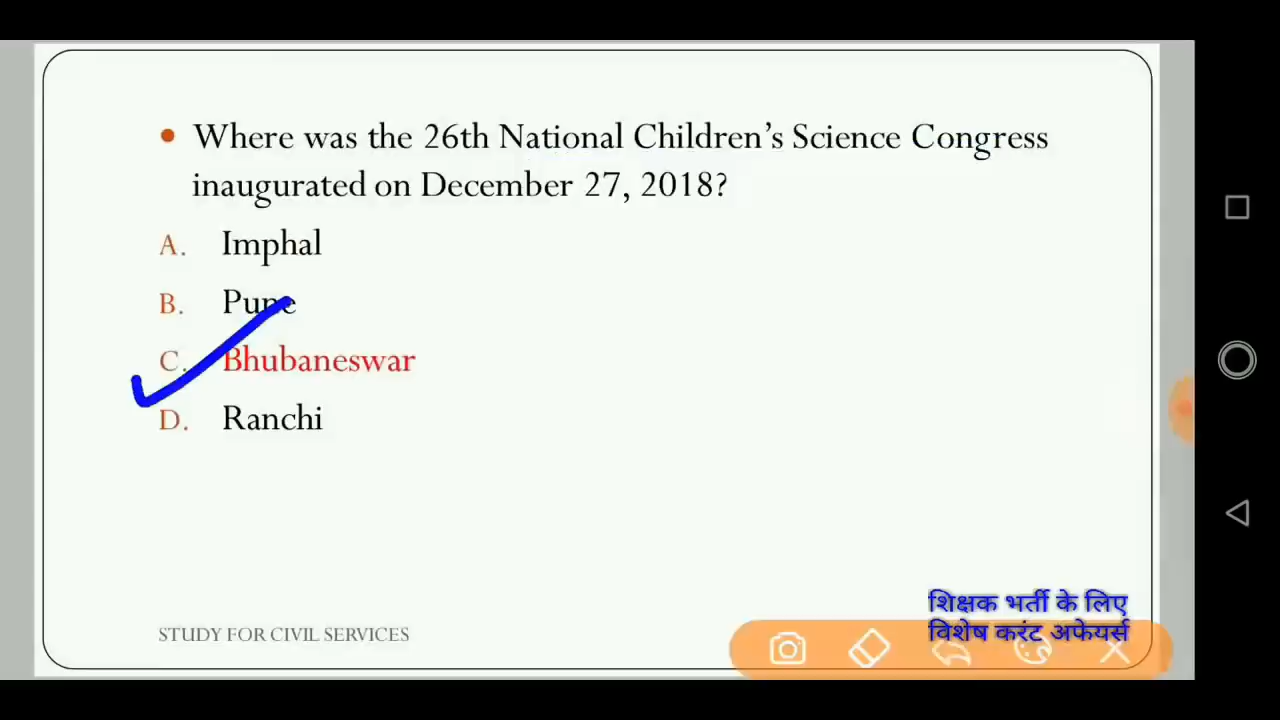 Where was the 26th National Children's Science Congress
inaugurated on December 27, 2018?
A. Imphal
B. Pune
C. Bhubaneswar
D. Ranchi
शिक्षक भर्ती के लिए
विशेष करंट अफेयर्स
STUDY FOR CIVIL SERVICES